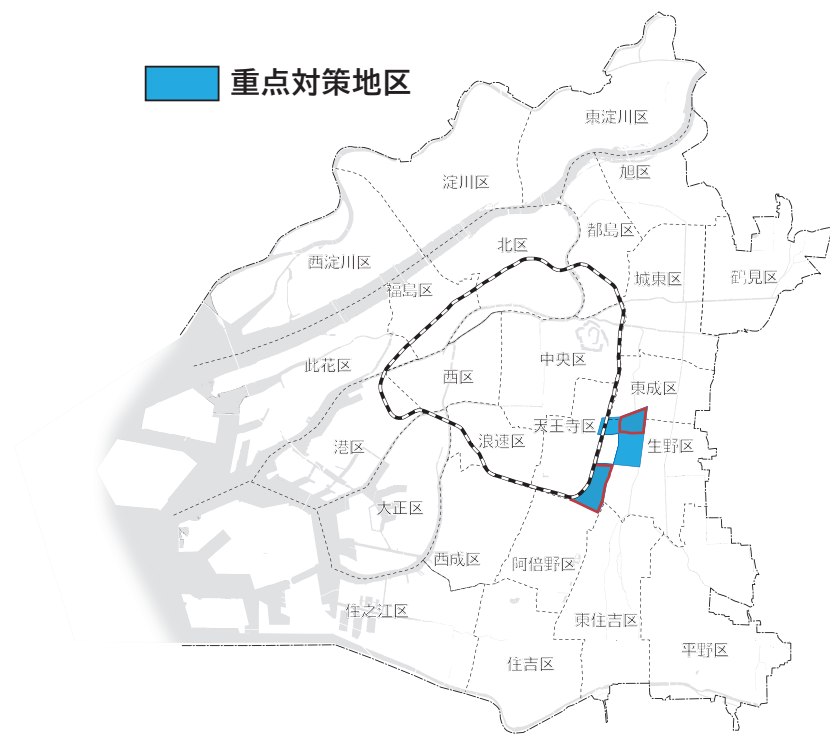 重点対策地区
東淀川区
旭区
淀川区
都島区
北区
西淀川区
城東区
鶴見区
福島区
此花区
中央区
西区
東成区
天王寺区
浪速区
生野区
港区
大正区
西成区
阿倍野区
住之江区
東住吉区
平野区
住吉区